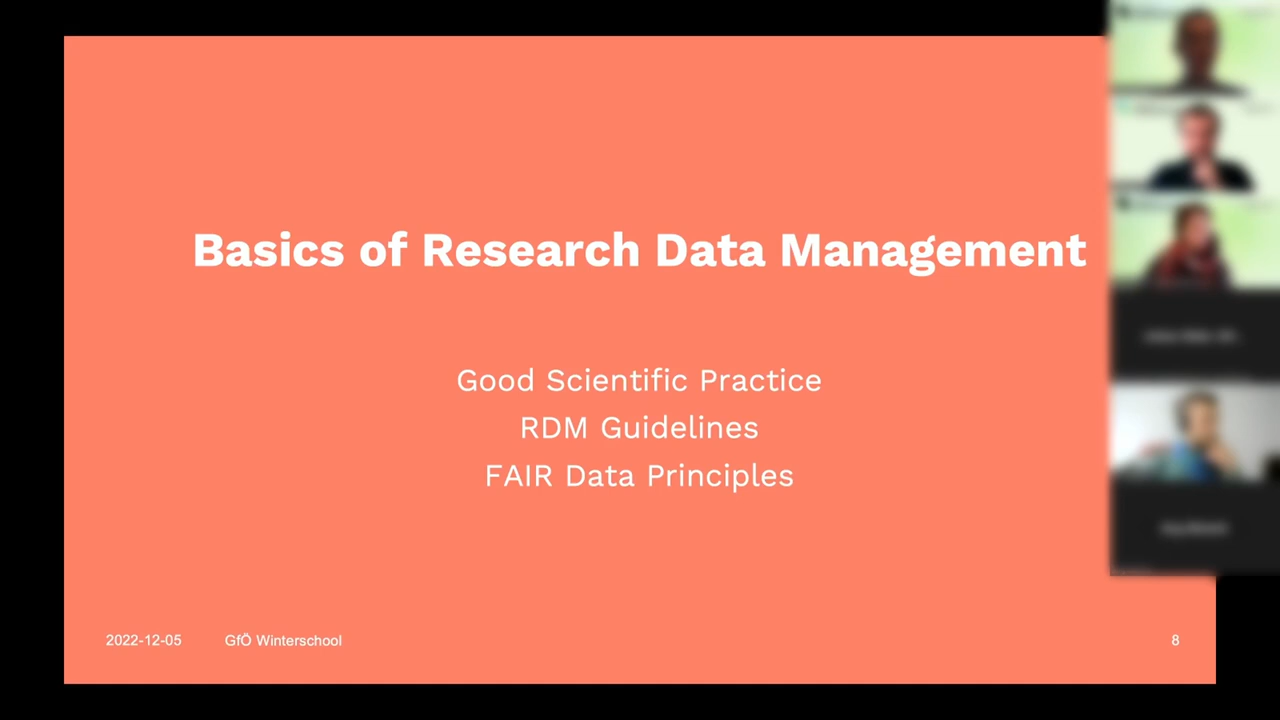 Basics of Research Data Management
Good Scientific Practice
RDM Guidelines
FAIR Data Principles
2022-12-05 GfÖ Winterschool 8